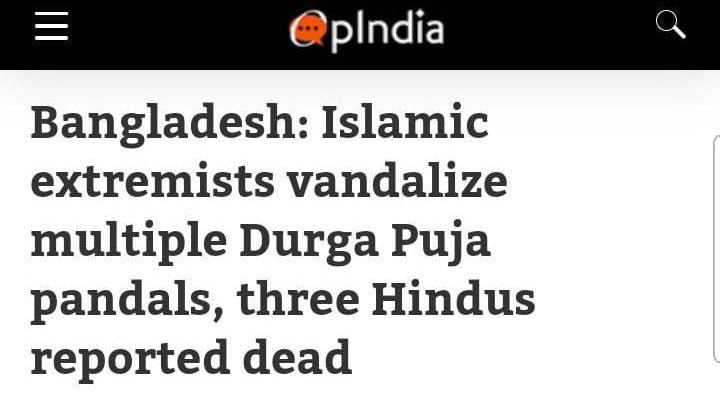 OpIndia
Bangladesh: Islamic
extremists vandalize
multiple Durga Puja
pandals, three Hindus
reported dead